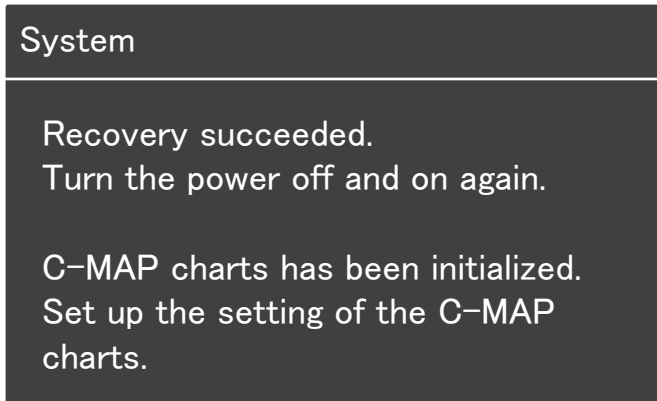 System
Recovery succeeded.
Turn the power off and on again.
C-MAP charts has been initialized.
Set up the setting of the C-MAP
charts.